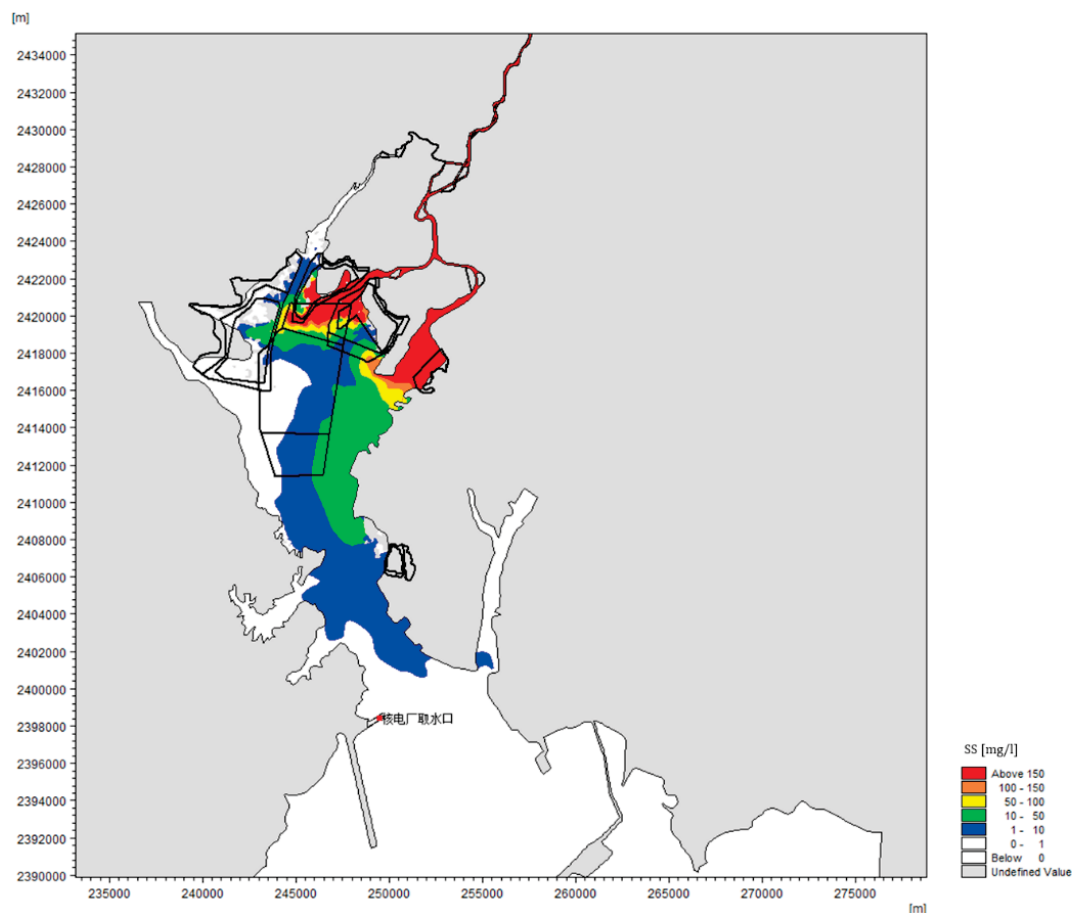 [m]
2434000
2432000
2430000
2428000
2426000
2424000
2422000
2420000
2418000
2416000
2414000
2412000
2410000
2408000
2406000
2404000
2402000
2400000
2398000
2396000
2394000
2392000
2390000
核电厂取水口
235000 240000 245000 250000 255000 260000 265000 270000 275000
[m]
SS [mg/l]
Above 150
100 - 150
50 - 100
10 - 50
1 - 10
0 - 1
Below 0
Undefined Value